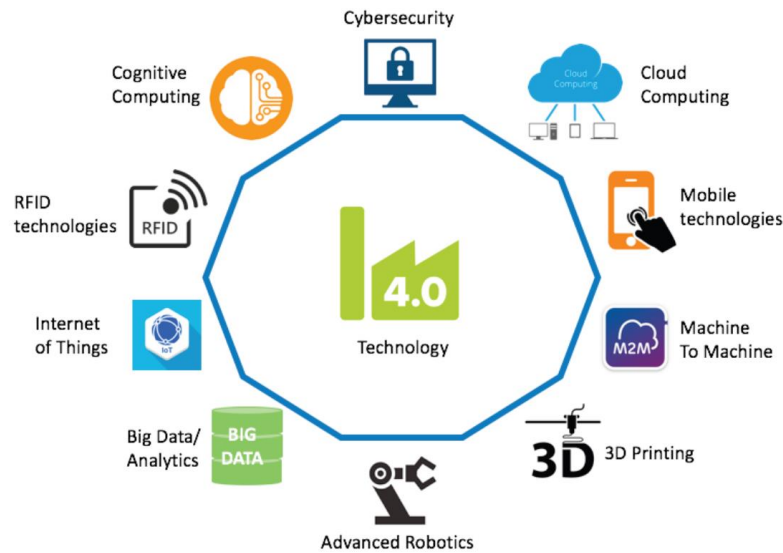 Cybersecurity
Cognitive
Computing
Cloud
Computing
Cloud
Computing
RFID
technologies
RFID
Mobile
technologies
4.0
Technology
Internet
of Things
IoT
M2M
Machine
To Machine
Big Data/
Analytics
BIG
DATA
3D
3D Printing
Advanced Robotics